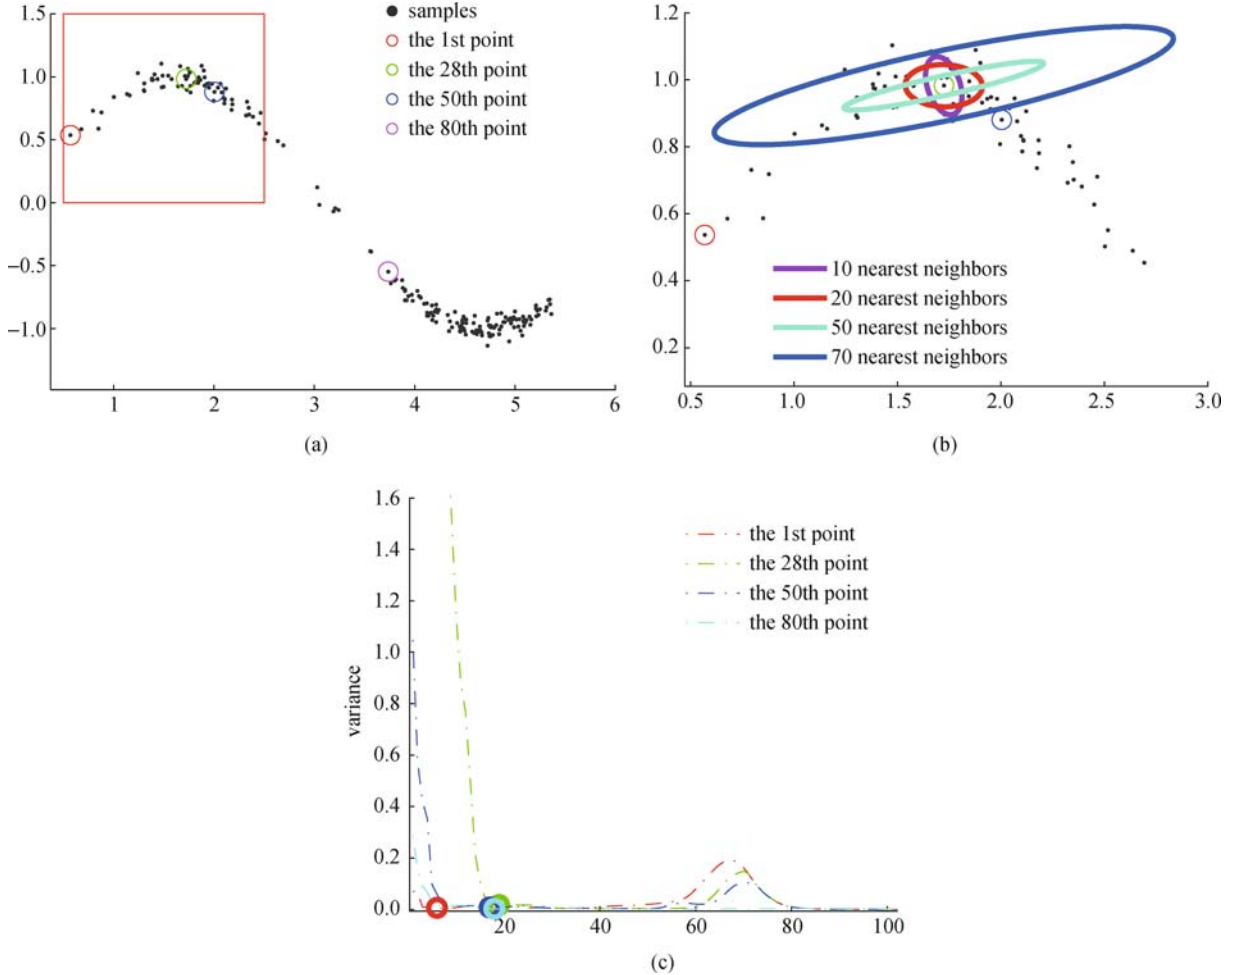 1.5
1.0
0.5
0.0
−0.5
−1.0
1
2
3
4
5
6
samples
the 1st point
the 28th point
the 50th point
the 80th point
(a)
1.2
1.0
0.8
0.6
0.4
0.2
0.5
1.0
1.5
2.0
2.5
3.0
10 nearest neighbors
20 nearest neighbors
50 nearest neighbors
70 nearest neighbors
(b)
1.6
1.4
1.2
1.0
0.8
0.6
0.4
0.2
0.0
variance
20
40
60
80
100
the 1st point
the 28th point
the 50th point
the 80th point
(c)